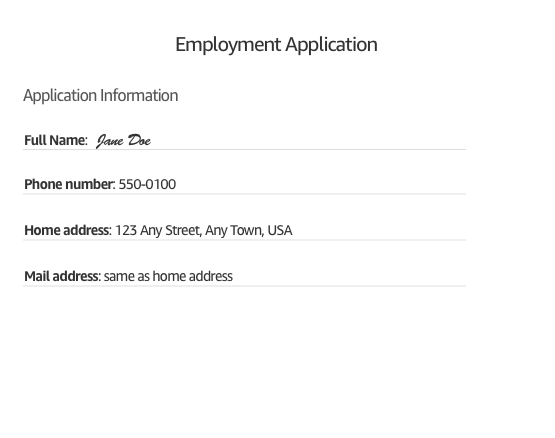 Employment Application
Application Information
Full Name: Jane Doe
Phone number: 550-0100
Home address: 123 Any Street, Any Town, USA
Mail address: same as home address